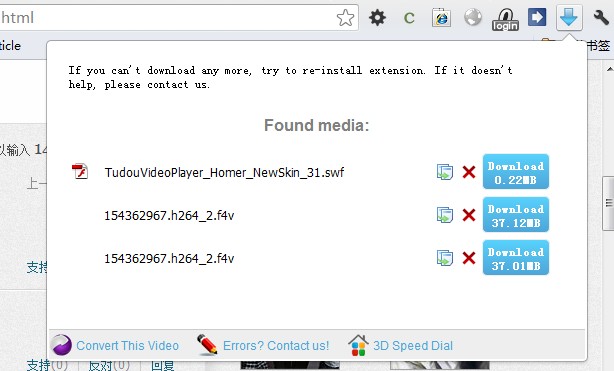 html
C
login
ticle
书签
If you can't download any more, try to re-install extension. If it doesn't
help, please contact us.
以输入 14
Found media:
TudouVideoPlayer_Homer_NewSkin_31.swf
Download
0.22MB
上一
154362967.h264_2.f4v
Download
37.12MB
154362967.h264_2.f4v
Download
37.01MB
支持
Convert This Video
Errors? Contact us!
3D Speed Dial
支持(0) 反对(0) 回复